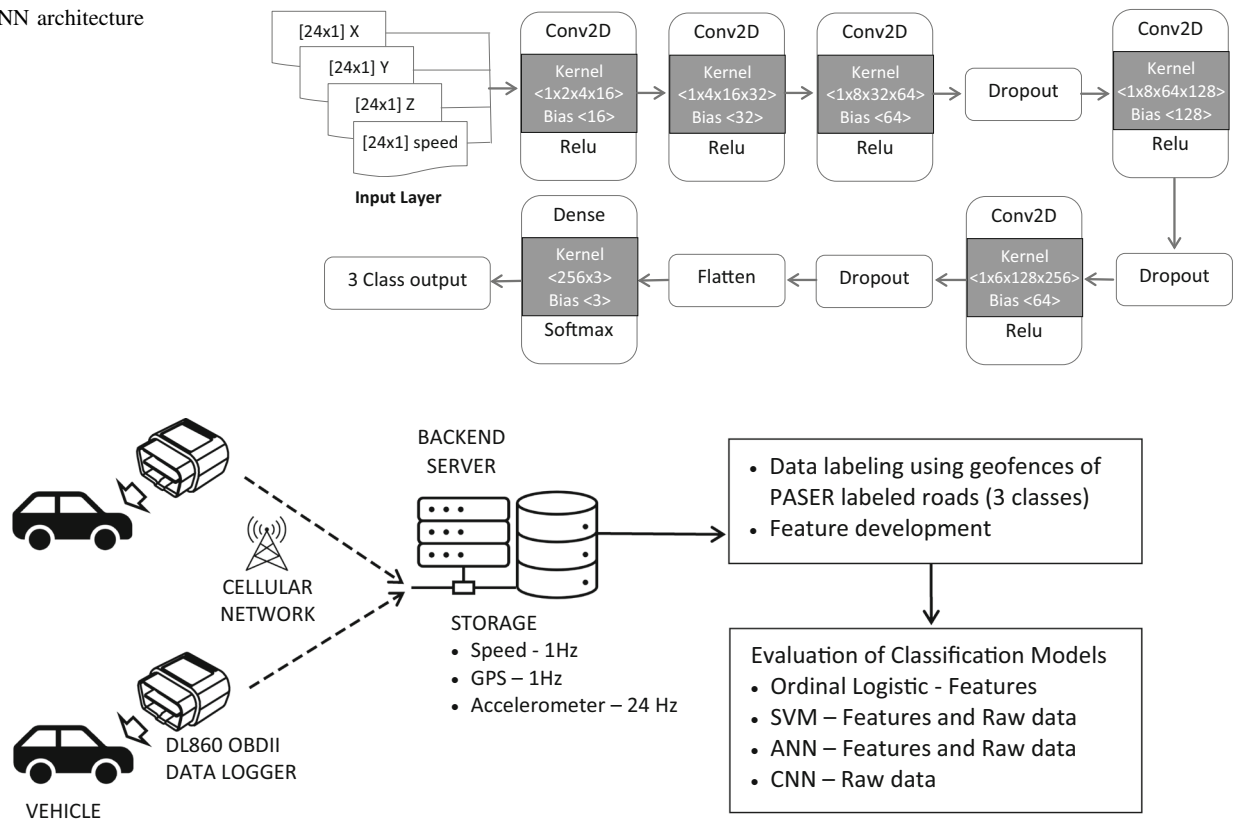 NN architecture
[24x1] X
[24x1] Y
[24x1] Z
[24x1] speed
Input Layer
Conv2D
Kernel
<1x2x4x16>
Bias <16>
Relu
Conv2D
Kernel
<1x4x16x32>
Bias <32>
Relu
Conv2D
Kernel
<1x8x32x64>
Bias <64>
Relu
Dropout
Conv2D
Kernel
<1x8x64x128>
Bias <128>
Relu
Dropout
Conv2D
Kernel
<1x6x128x256>
Bias <64>
Relu
Dropout
Flatten
Dense
Kernel
<256x3>
Bias <3>
Softmax
3 Class output
CELLULAR
NETWORK
DL860 OBDII
DATA LOGGER
VEHICLE
BACKEND
SERVER
STORAGE
• Speed - 1Hz
• GPS – 1Hz
• Accelerometer – 24 Hz
• Data labeling using geofences of
PASER labeled roads (3 classes)
• Feature development
Evaluation of Classification Models
• Ordinal Logistic - Features
• SVM – Features and Raw data
• ANN – Features and Raw data
• CNN – Raw data